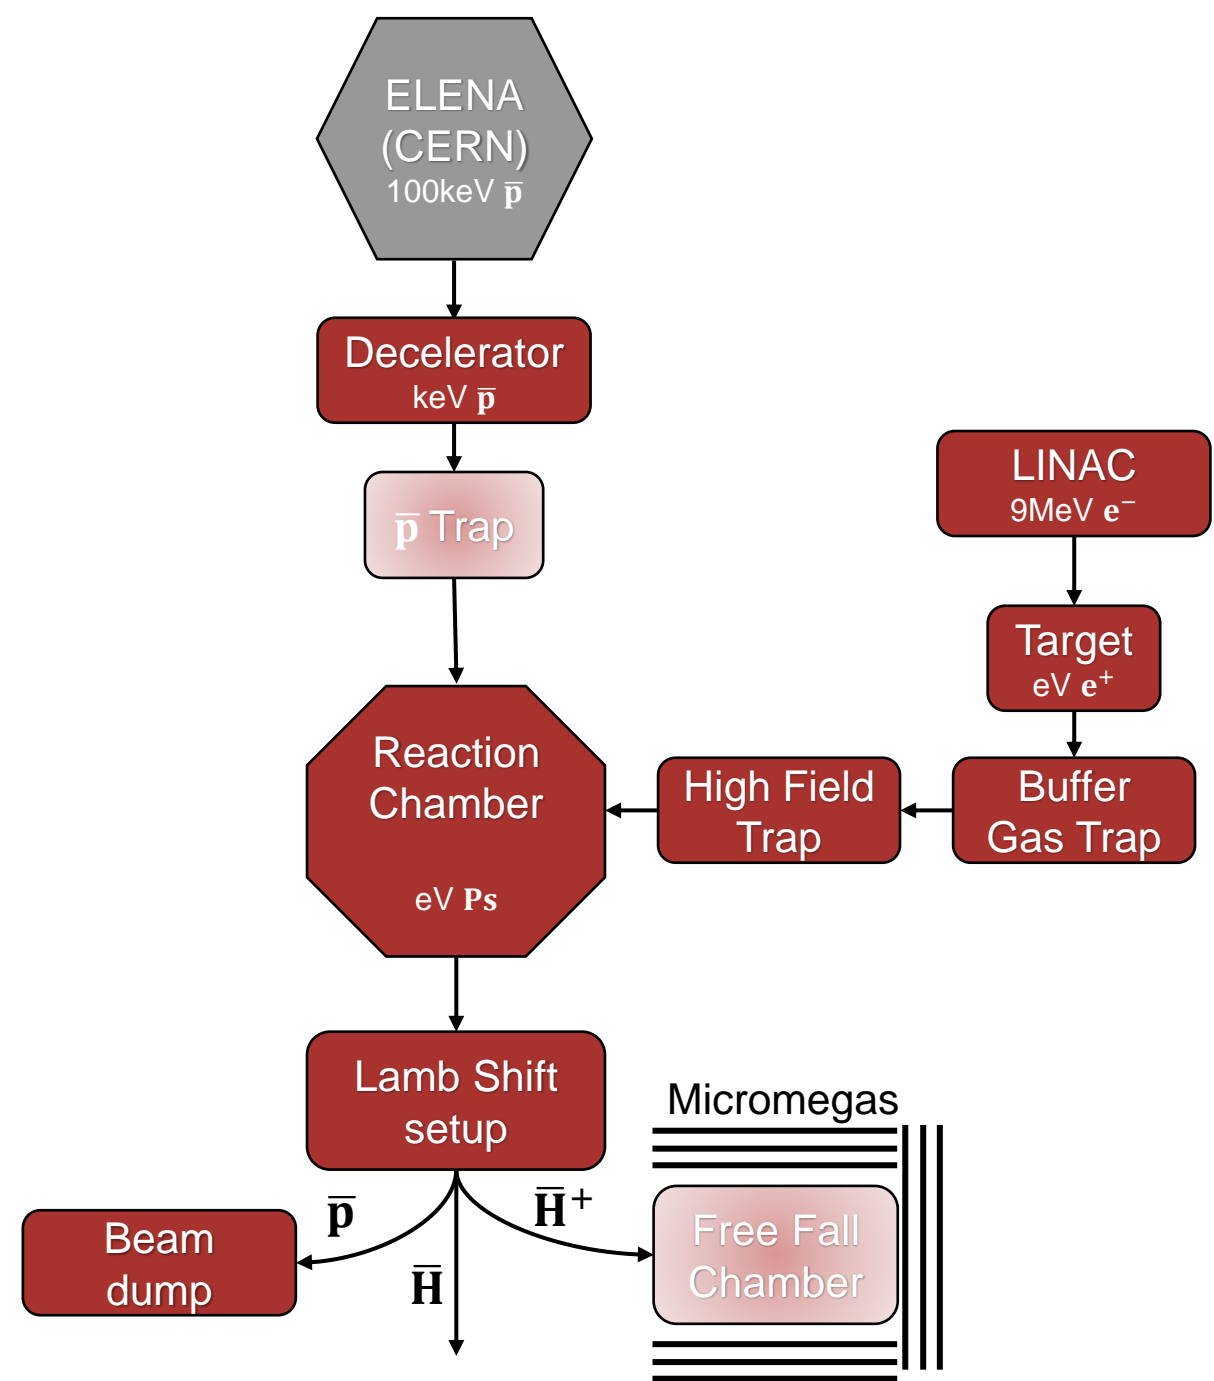 ELENA
(CERN)
100keV p̅
Decelerator
keV p̅
p̅ Trap
LINAC
9MeV e⁻
Target
eV e⁺
Reaction
Chamber
eV Ps
High Field
Trap
Buffer
Gas Trap
Lamb Shift
setup
Micromegas
p̅
H̅⁺
H̅
Beam
dump
Free Fall
Chamber